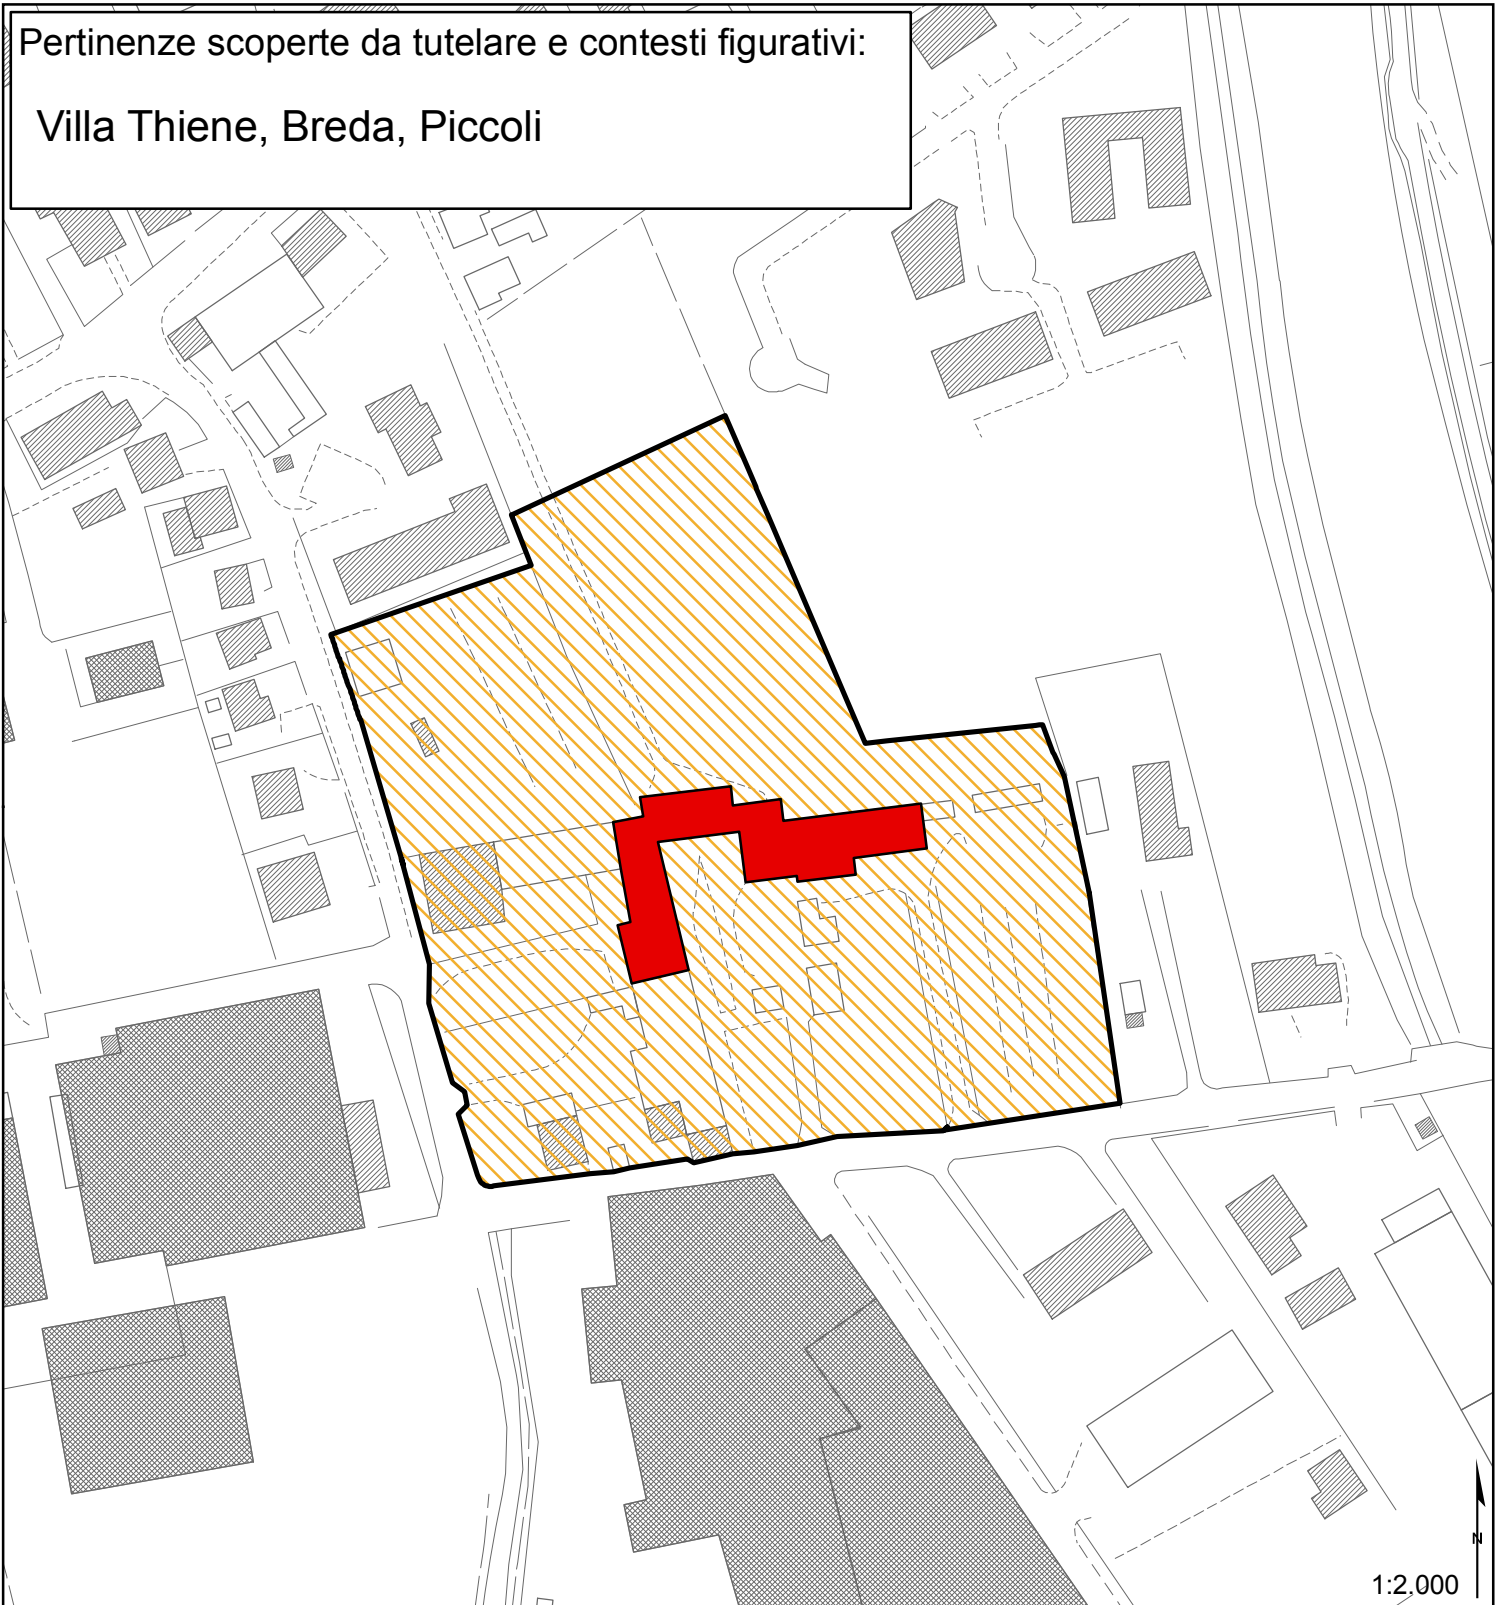 Pertinenze scoperte da tutelare e contesti figurativi:
Villa Thiene, Breda, Piccoli
N
1:2.000